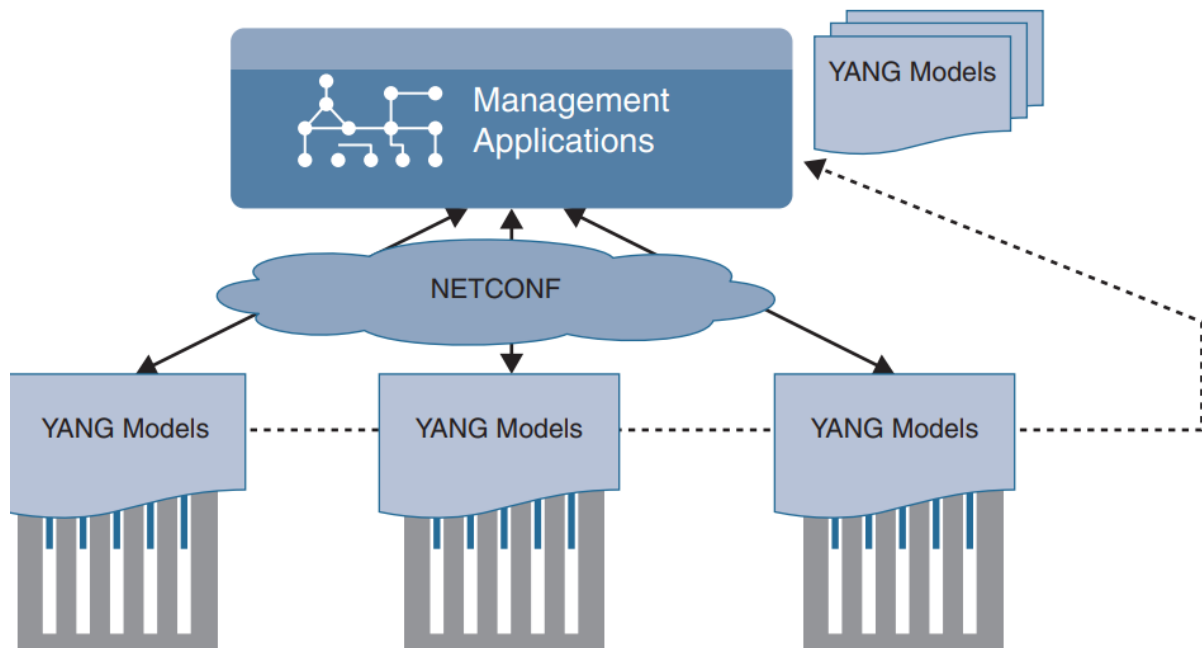 YANG Models
Management
Applications
NETCONF
YANG Models
YANG Models
YANG Models